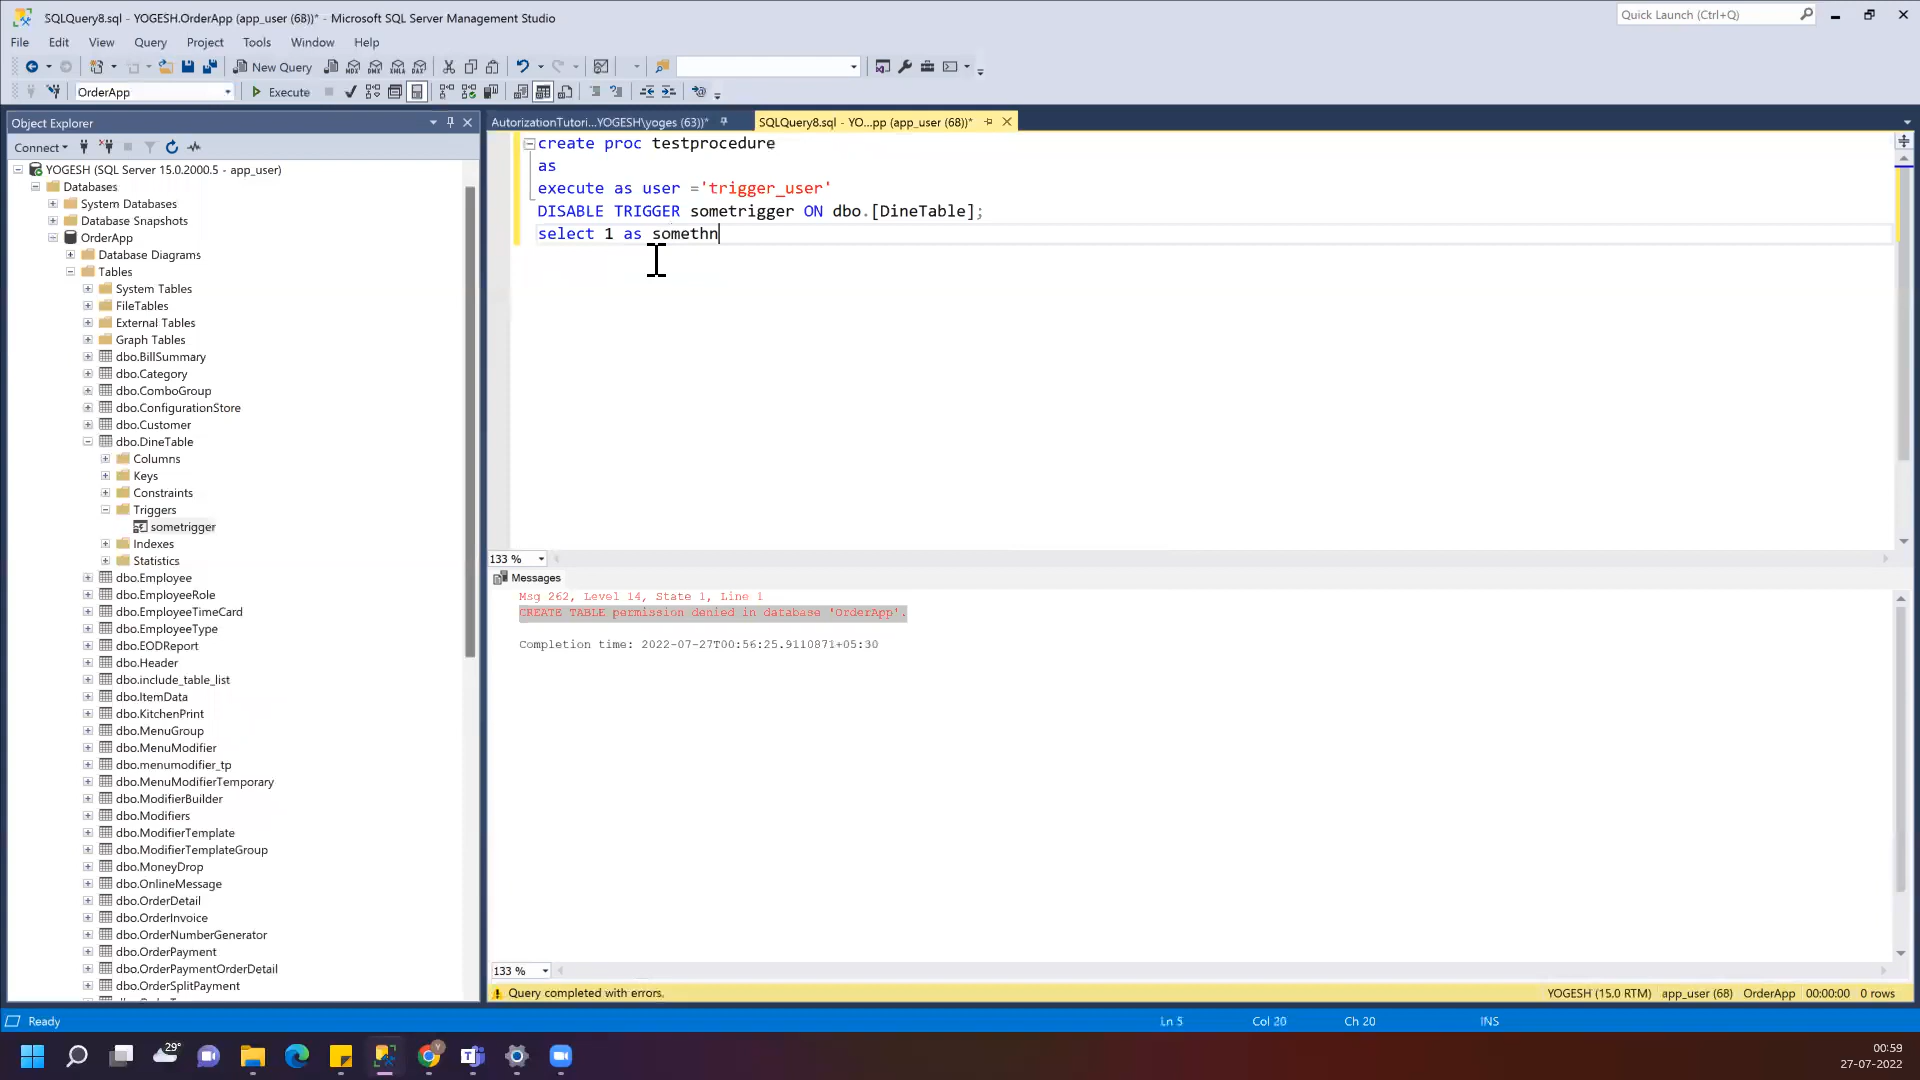 SQLQuery8.sql - YOGESH.OrderApp (app_user (68))* - Microsoft SQL Server Management Studio
Quick Launch (Ctrl+Q)
File Edit View Query Project Tools Window Help
New Query
OrderApp
Execute
Object Explorer
AutorizationTutori...YOGESH\yoges (63))*
SQLQuery8.sql - YO...pp (app_user (68))*
Connect
YOGESH (SQL Server 15.0.2000.5 - app_user)
Databases
System Databases
Database Snapshots
OrderApp
Database Diagrams
Tables
System Tables
FileTables
External Tables
Graph Tables
dbo.BillSummary
dbo.Category
dbo.ComboGroup
dbo.ConfigurationStore
dbo.Customer
dbo.DineTable
Columns
Keys
Constraints
Triggers
sometrigger
Indexes
Statistics
dbo.Employee
dbo.EmployeeRole
dbo.EmployeeTimeCard
dbo.EmployeeType
dbo.EODReport
dbo.Header
dbo.include_table_list
dbo.ItemData
dbo.KitchenPrint
dbo.MenuGroup
dbo.MenuModifier
dbo.menumodifier_tp
dbo.MenuModifierTemporary
dbo.ModifierBuilder
dbo.Modifiers
dbo.ModifierTemplate
dbo.ModifierTemplateGroup
dbo.MoneyDrop
dbo.OnlineMessage
dbo.OrderDetail
dbo.OrderInvoice
dbo.OrderNumberGenerator
dbo.OrderPayment
dbo.OrderPaymentOrderDetail
dbo.OrderSplitPayment
create proc testprocedure
as
execute as user ='trigger_user'
DISABLE TRIGGER sometrigger ON dbo.[DineTable];
select 1 as somethn
133 %
Messages
Msg 262, Level 14, State 1, Line 1
CREATE TABLE permission denied in database 'OrderApp'.
Completion time: 2022-07-27T00:56:25.9110871+05:30
133 %
Query completed with errors.
YOGESH (15.0 RTM) app_user (68) OrderApp 00:00:00 0 rows
Ready
Ln 5 Col 20 Ch 20 INS
29°
00:59
27-07-2022